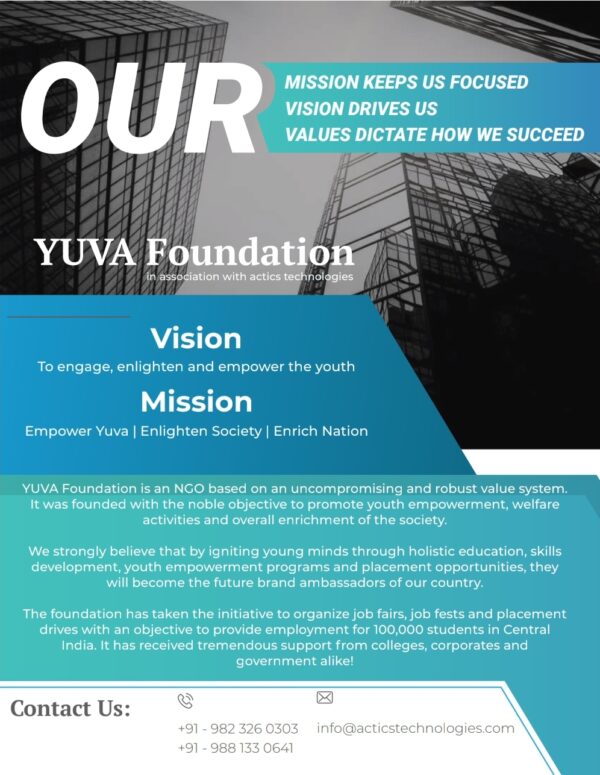 OUR
MISSION KEEPS US FOCUSED
VISION DRIVES US
VALUES DICTATE HOW WE SUCCEED
YUVA Foundation
in association with actics technologies
Vision
To engage, enlighten and empower the youth
Mission
Empower Yuva | Enlighten Society | Enrich Nation
YUVA Foundation is an NGO based on an uncompromising and robust value system.
It was founded with the noble objective to promote youth empowerment, welfare
activities and overall enrichment of the society.
We strongly believe that by igniting young minds through holistic education, skills
development, youth empowerment programs and placement opportunities, they
will become the future brand ambassadors of our country.
The foundation has taken the initiative to organize job fairs, job fests and placement
drives with an objective to provide employment for 100,000 students in Central
India. It has received tremendous support from colleges, corporates and
government alike!
Contact Us:
+91 - 982 326 0303
+91 - 988 133 0641
info@acticstechnologies.com